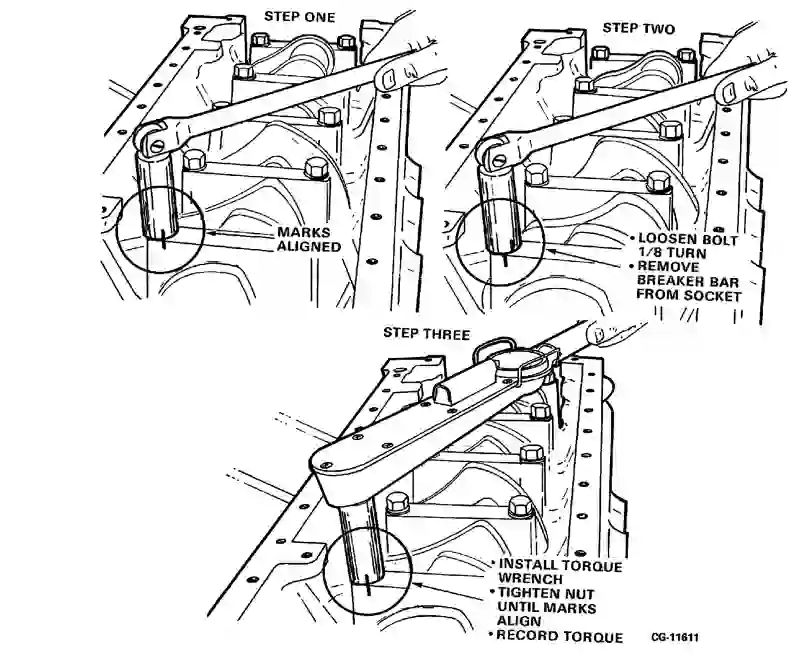 STEP ONE
STEP TWO
MARKS
ALIGNED
• LOOSEN BOLT
1/8 TURN
• REMOVE
BREAKER BAR
FROM SOCKET
STEP THREE
• INSTALL TORQUE
WRENCH
• TIGHTEN NUT
UNTIL MARKS
ALIGN
• RECORD TORQUE
CG-11611